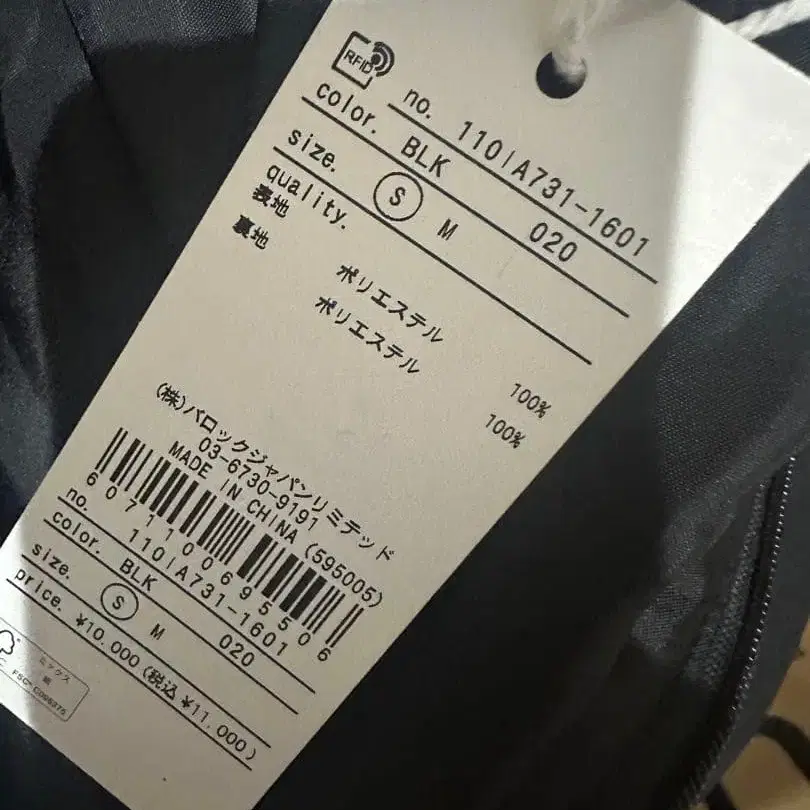 RFID
no. 110IA731-1601
color. BLK 020
size. S M
quality.
表地 ポリエステル 100%
裏地 ポリエステル 100%
(株)バロックジャパンリミテッド
03-6730-9191
MADE IN CHINA (595005)
6071100695506
no. 110IA731-1601
color. BLK 020
size. S M
price. ¥10,000(税込 ¥11,000)
ミックス
紙